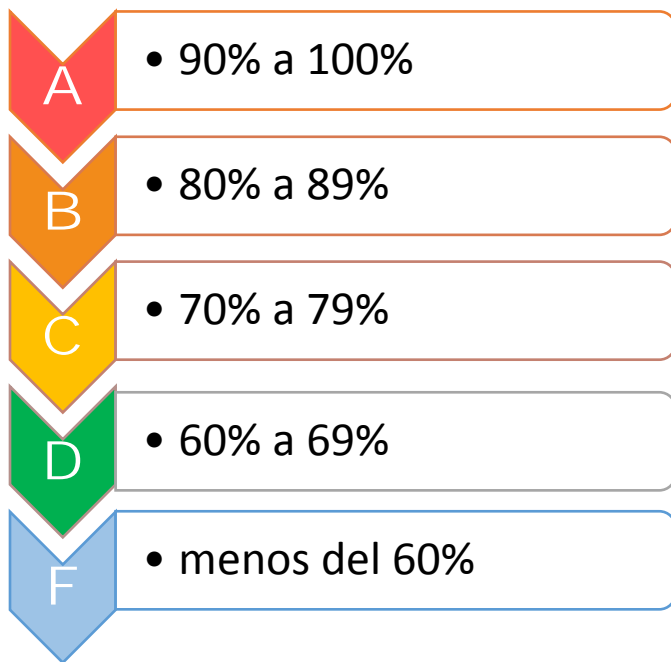 A
• 90% a 100%
B
• 80% a 89%
C
• 70% a 79%
D
• 60% a 69%
F
• menos del 60%